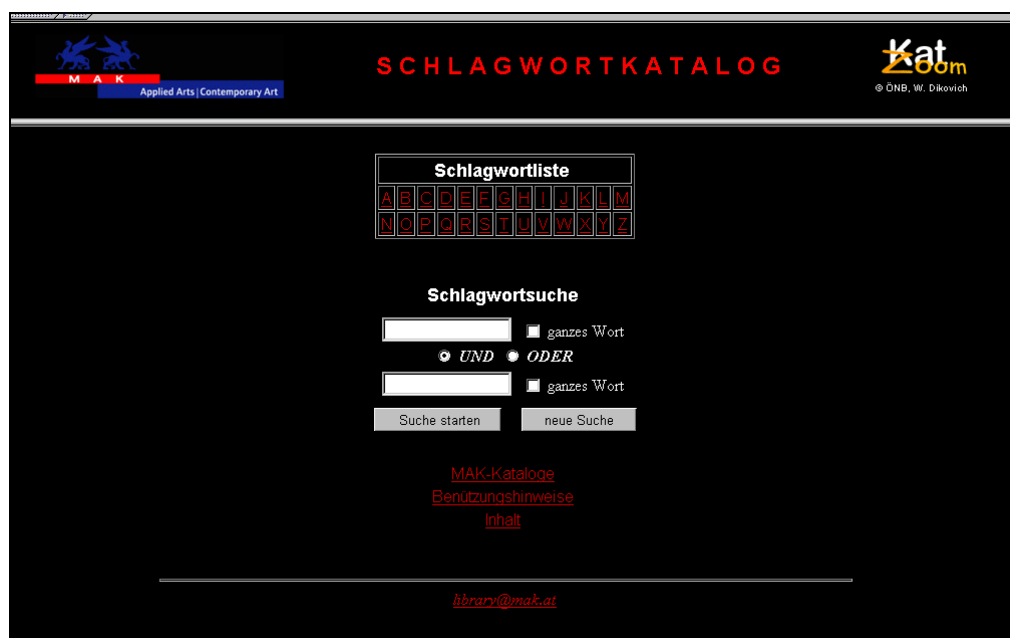 MAK
Applied Arts | Contemporary Art
SCHLAGWORTKATALOG
Kat
Zoom
© ÖNB, W. Dikovich
Schlagwortliste
A B C D E F G H I J K L M
N O P Q R S T U V W X Y Z
Schlagwortsuche
ganzes Wort
UND ODER
ganzes Wort
Suche starten neue Suche
MAK-Kataloge
Benützungshinweise
Inhalt
library@mak.at